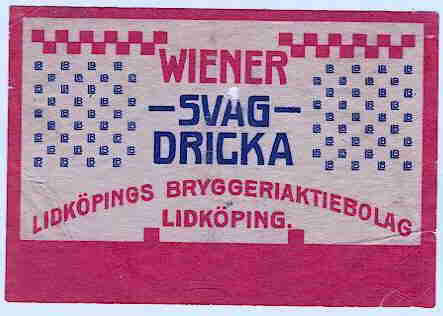 WIENER
-SVAG-
DRICKA
LIDKÖPINGS BRYGGERIAKTIEBOLAG
LIDKÖPING.